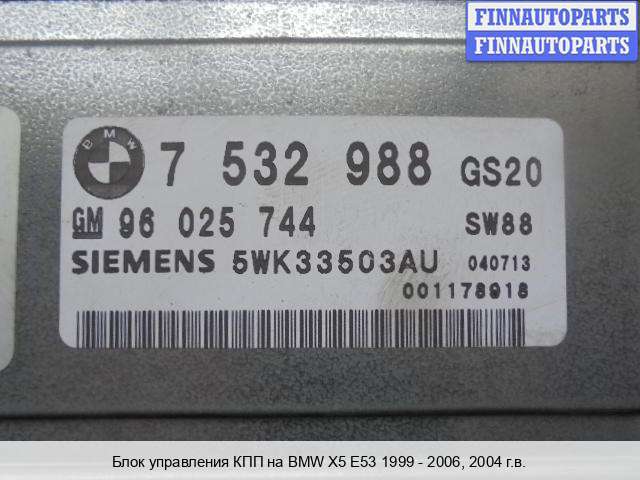 FINNAUTOPARTS
FINNAUTOPARTS
BMW 7 532 988 GS20
GM 96 025 744 SW88
SIEMENS 5WK33503AU 040713
001178918
Блок управления КПП на BMW X5 E53 1999 - 2006, 2004 г.в.